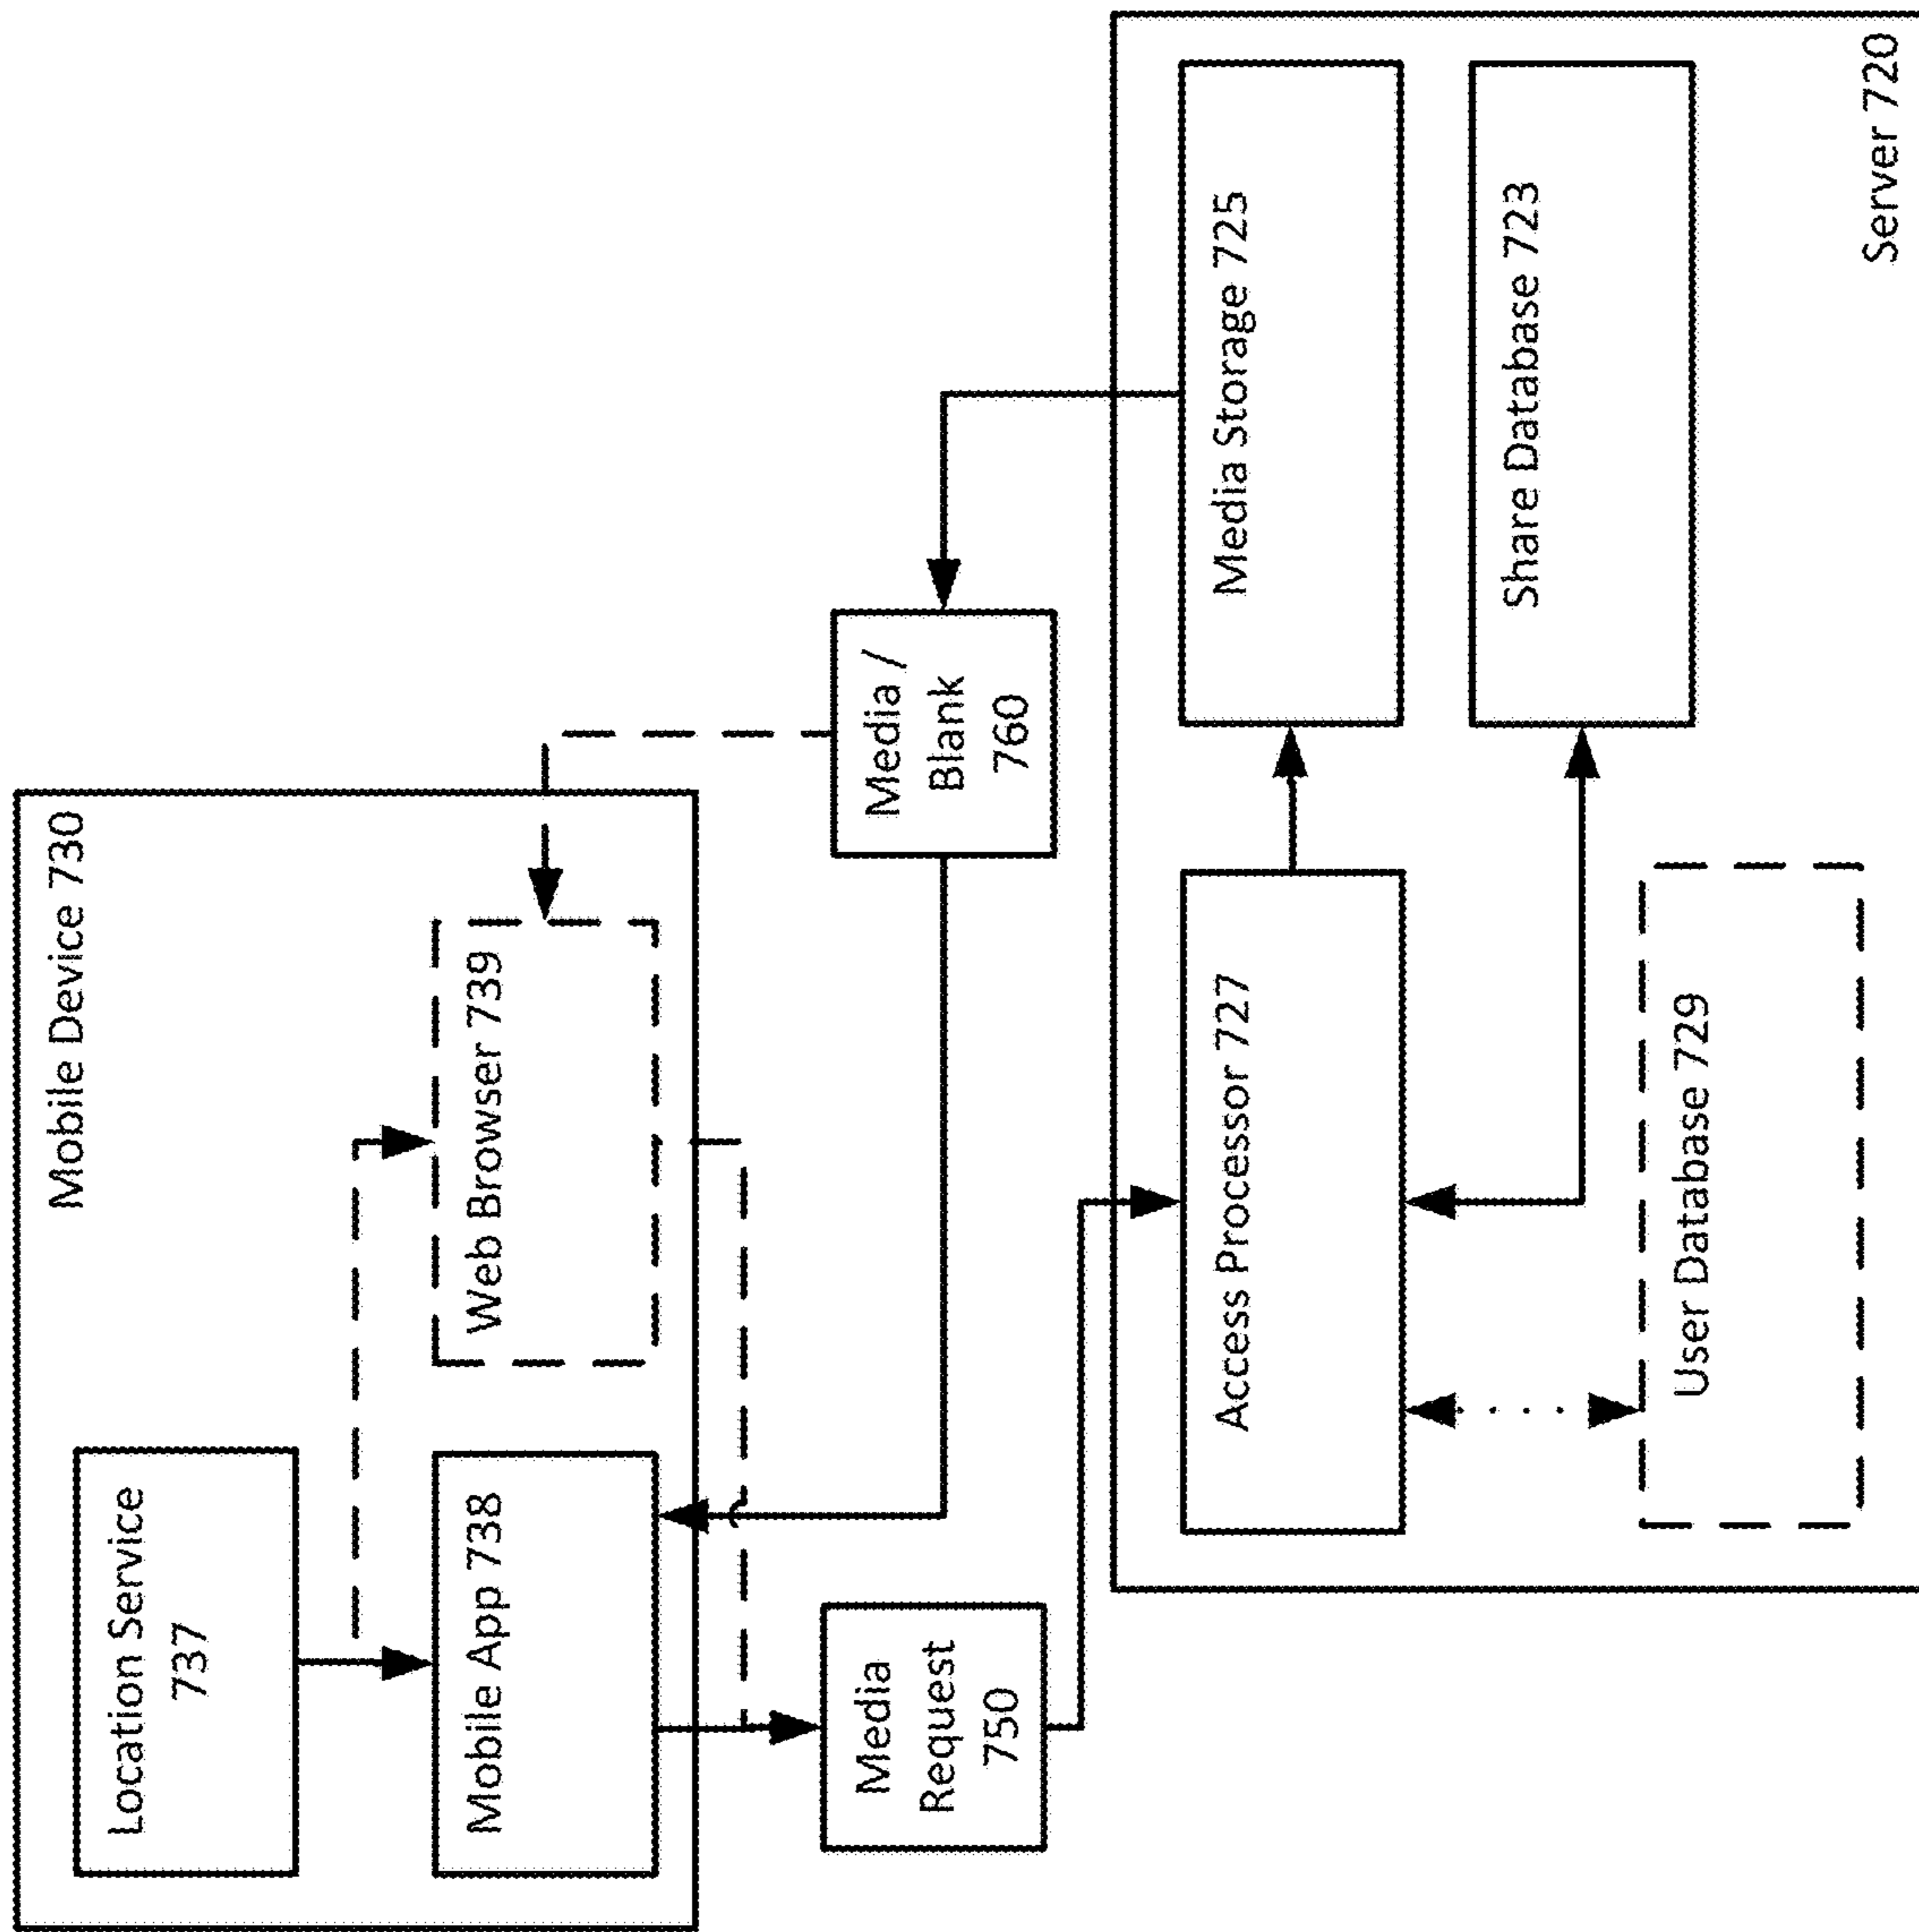 Mobile Device 730
Location Service
737
Mobile App 738
Web Browser 739
Media
Request
750
Media /
Blank
760
Access Processor 727
Media Storage 725
Share Database 723
User Database 729
Server 720